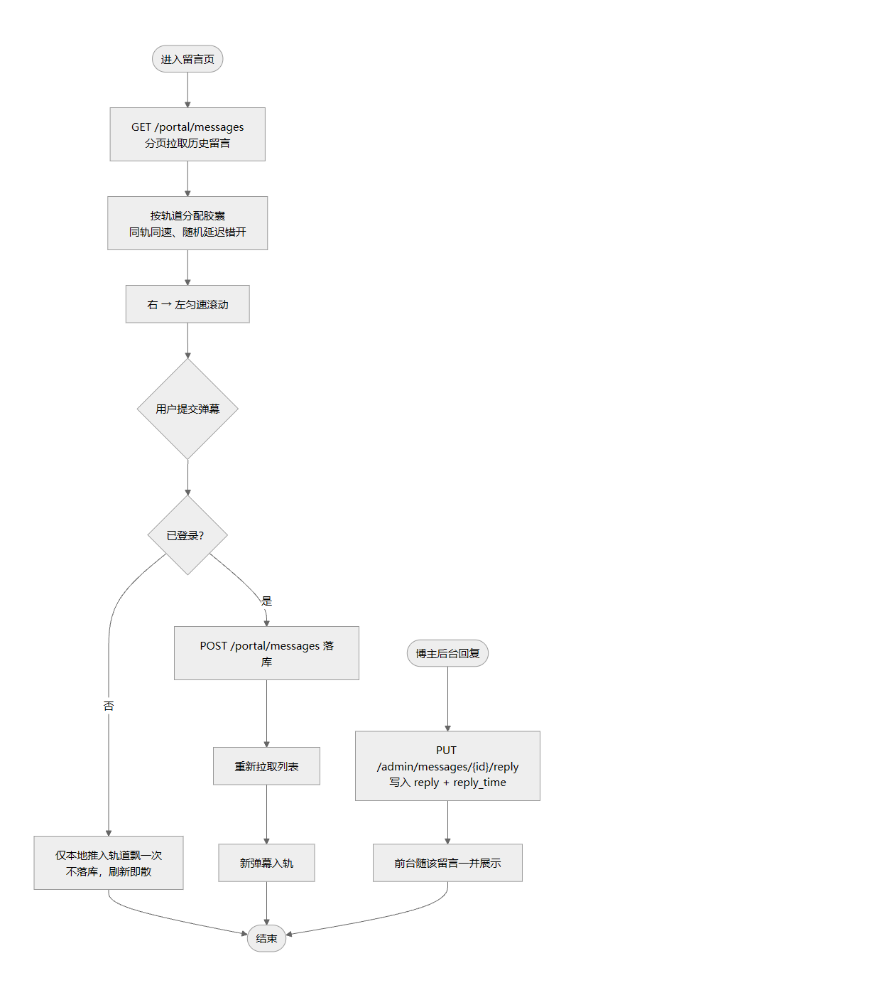 进入留言页
GET /portal/messages
分页拉取历史留言
按轨道分配胶囊
同轨同速、随机延迟错开
右 → 左匀速滚动
用户提交弹幕
已登录?
是
否
POST /portal/messages 落
库
重新拉取列表
新弹幕入轨
仅本地推入轨道飘一次
不落库，刷新即散
博主后台回复
PUT
/admin/messages/{id}/reply
写入 reply + reply_time
前台随该留言一并展示
结束